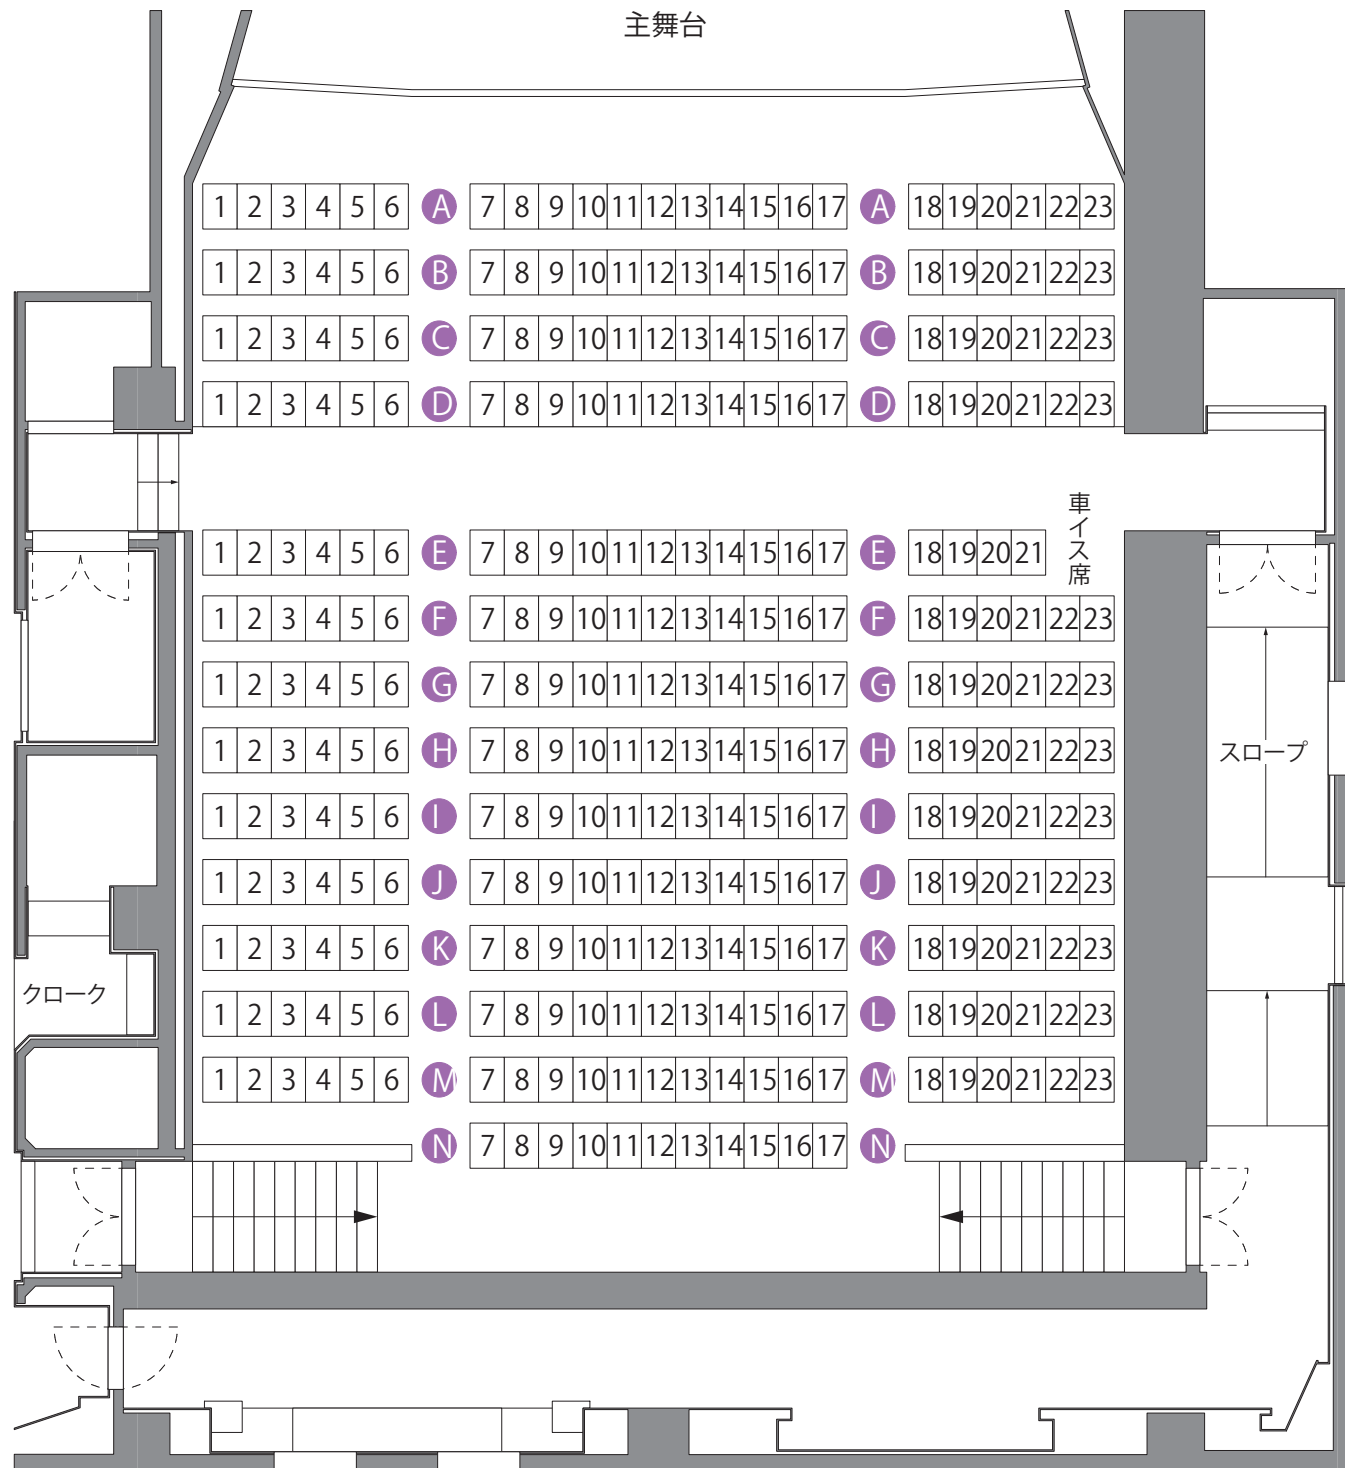 主舞台
1 2 3 4 5 6 A 7 8 9 10 11 12 13 14 15 16 17 A 18 19 20 21 22 23
1 2 3 4 5 6 B 7 8 9 10 11 12 13 14 15 16 17 B 18 19 20 21 22 23
1 2 3 4 5 6 C 7 8 9 10 11 12 13 14 15 16 17 C 18 19 20 21 22 23
1 2 3 4 5 6 D 7 8 9 10 11 12 13 14 15 16 17 D 18 19 20 21 22 23
車イス席
1 2 3 4 5 6 E 7 8 9 10 11 12 13 14 15 16 17 E 18 19 20 21
1 2 3 4 5 6 F 7 8 9 10 11 12 13 14 15 16 17 F 18 19 20 21 22 23
1 2 3 4 5 6 G 7 8 9 10 11 12 13 14 15 16 17 G 18 19 20 21 22 23
1 2 3 4 5 6 H 7 8 9 10 11 12 13 14 15 16 17 H 18 19 20 21 22 23
スロープ
1 2 3 4 5 6 I 7 8 9 10 11 12 13 14 15 16 17 I 18 19 20 21 22 23
1 2 3 4 5 6 J 7 8 9 10 11 12 13 14 15 16 17 J 18 19 20 21 22 23
1 2 3 4 5 6 K 7 8 9 10 11 12 13 14 15 16 17 K 18 19 20 21 22 23
クローク
1 2 3 4 5 6 L 7 8 9 10 11 12 13 14 15 16 17 L 18 19 20 21 22 23
1 2 3 4 5 6 M 7 8 9 10 11 12 13 14 15 16 17 M 18 19 20 21 22 23
N 7 8 9 10 11 12 13 14 15 16 17 N